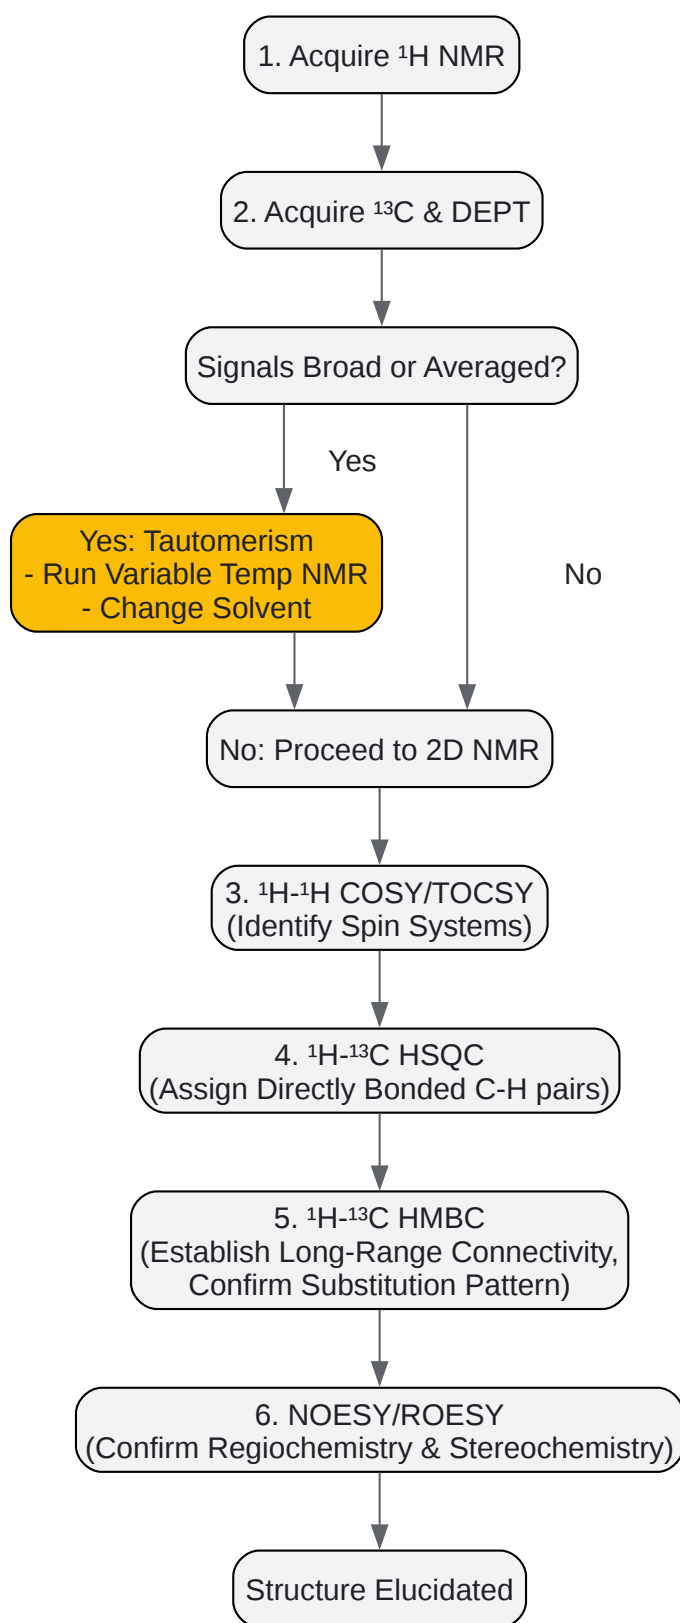 1. Acquire ¹H NMR
2. Acquire ¹³C & DEPT
Signals Broad or Averaged?
Yes
Yes: Tautomerism
- Run Variable Temp NMR
- Change Solvent
No
No: Proceed to 2D NMR
3. ¹H-¹H COSY/TOCSY
(Identify Spin Systems)
4. ¹H-¹³C HSQC
(Assign Directly Bonded C-H pairs)
5. ¹H-¹³C HMBC
(Establish Long-Range Connectivity,
Confirm Substitution Pattern)
6. NOESY/ROESY
(Confirm Regiochemistry & Stereochemistry)
Structure Elucidated